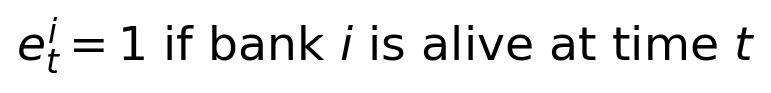 $e_t^i = 1$ if bank $i$ is alive at time $t$